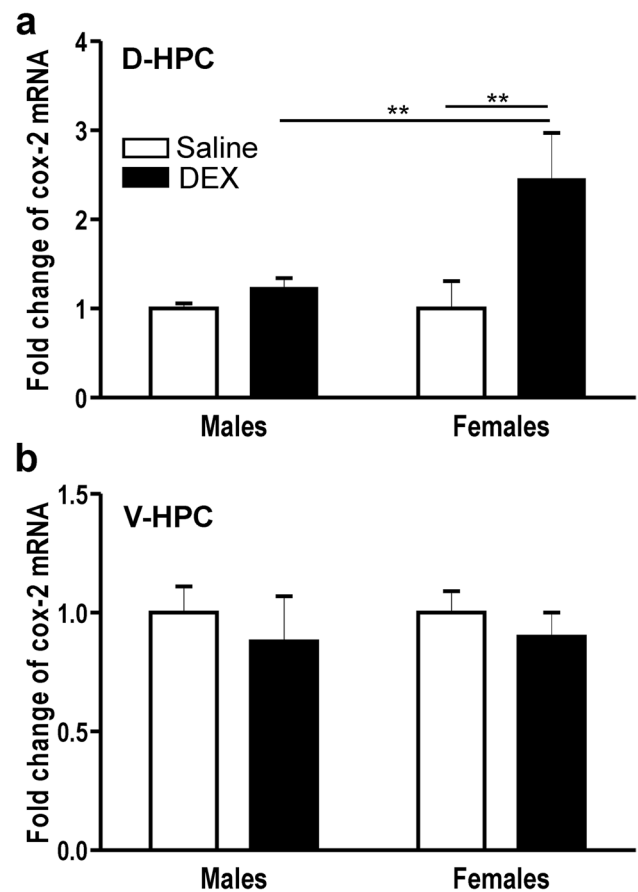 a
Fold change of cox-2 mRNA
4
3
2
1
0
D-HPC
**
**
Saline
DEX
Males Females
b
Fold change of cox-2 mRNA
1.5
1.0
0.5
0.0
V-HPC
Males Females